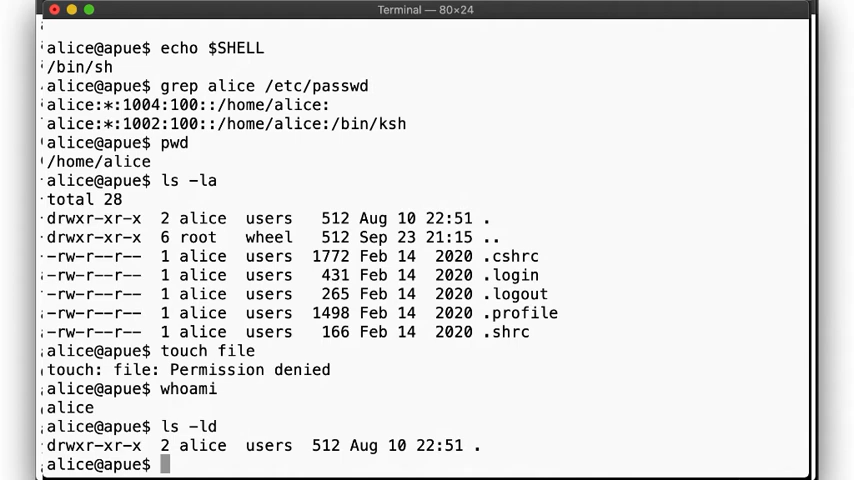 Terminal — 80×24
alice@apue$ echo $SHELL
/bin/sh
alice@apue$ grep alice /etc/passwd
alice:*:1004:100::/home/alice:
alice:*:1002:100::/home/alice:/bin/ksh
alice@apue$ pwd
/home/alice
alice@apue$ ls -la
total 28
drwxr-xr-x  2 alice  users   512 Aug 10 22:51 .
drwxr-xr-x  6 root   wheel   512 Sep 23 21:15 ..
-rw-r--r--  1 alice  users  1772 Feb 14  2020 .cshrc
-rw-r--r--  1 alice  users   431 Feb 14  2020 .login
-rw-r--r--  1 alice  users   265 Feb 14  2020 .logout
-rw-r--r--  1 alice  users  1498 Feb 14  2020 .profile
-rw-r--r--  1 alice  users   166 Feb 14  2020 .shrc
alice@apue$ touch file
touch: file: Permission denied
alice@apue$ whoami
alice
alice@apue$ ls -ld
drwxr-xr-x  2 alice  users  512 Aug 10 22:51 .
alice@apue$